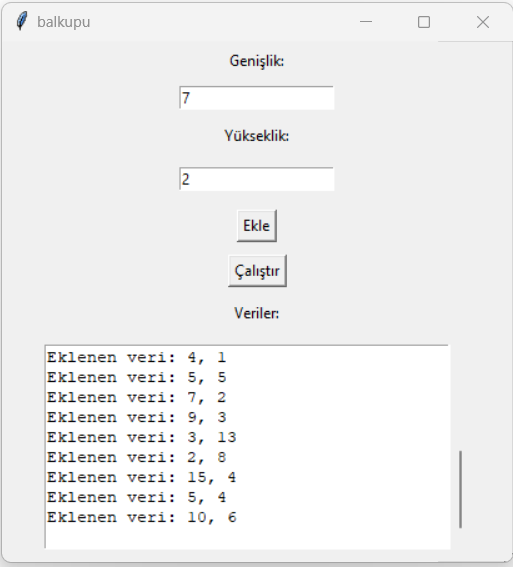 balkupu
Genişlik:
7
Yükseklik:
2
Ekle
Çalıştır
Veriler:
Eklenen veri: 4, 1
Eklenen veri: 5, 5
Eklenen veri: 7, 2
Eklenen veri: 9, 3
Eklenen veri: 3, 13
Eklenen veri: 2, 8
Eklenen veri: 15, 4
Eklenen veri: 5, 4
Eklenen veri: 10, 6